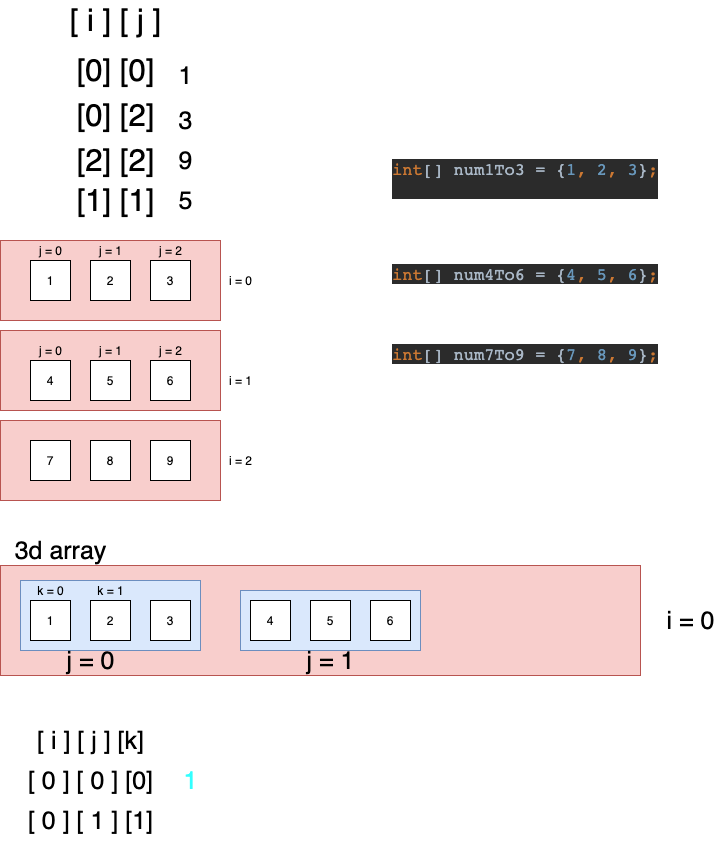 [ i ] [ j ]
[0] [0] 1
[0] [2] 3
[2] [2] 9
[1] [1] 5
int[] num1To3 = {1, 2, 3};
j = 0 j = 1 j = 2
1 2 3 i = 0
int[] num4To6 = {4, 5, 6};
j = 0 j = 1 j = 2
4 5 6 i = 1
int[] num7To9 = {7, 8, 9};
7 8 9 i = 2
3d array
k = 0 k = 1
1 2 3 4 5 6 i = 0
j = 0 j = 1
[ i ] [ j ] [k]
[ 0 ] [ 0 ] [0] 1
[ 0 ] [ 1 ] [1]